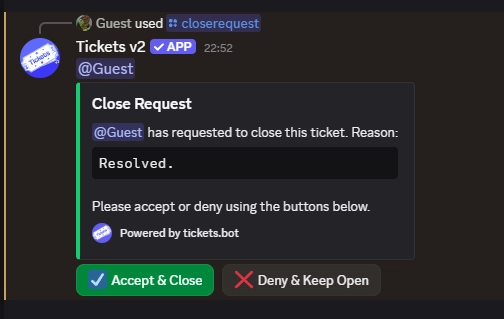 Guest used closerequest
Tickets v2 ✓ APP 22:52
@Guest
Close Request
@Guest has requested to close this ticket. Reason:
Resolved.
Please accept or deny using the buttons below.
Powered by tickets.bot
Accept & Close
Deny & Keep Open